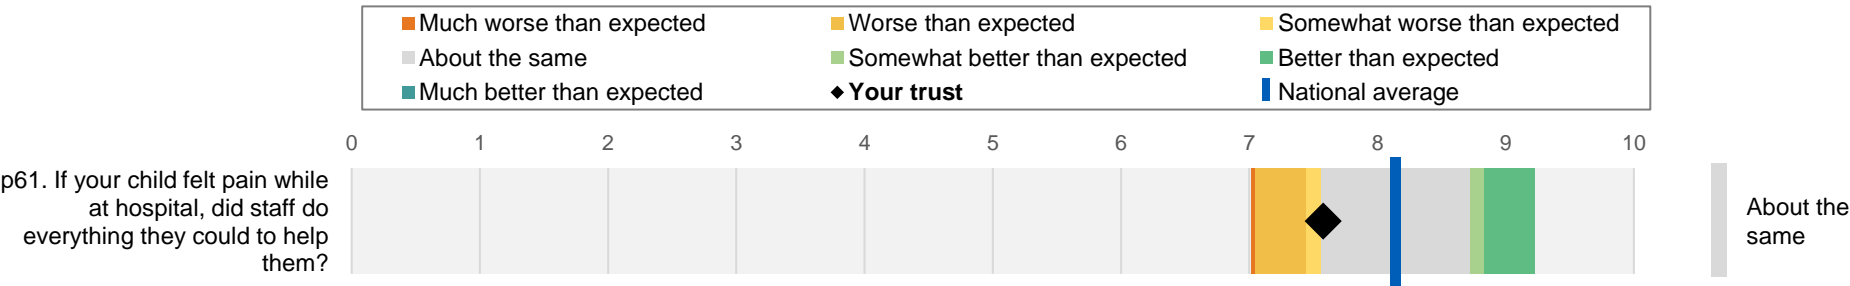 Much worse than expected Worse than expected Somewhat worse than expected
About the same Somewhat better than expected Better than expected
Much better than expected Your trust National average
0 1 2 3 4 5 6 7 8 9 10
p61. If your child felt pain while
at hospital, did staff do
everything they could to help
them?
About the
same